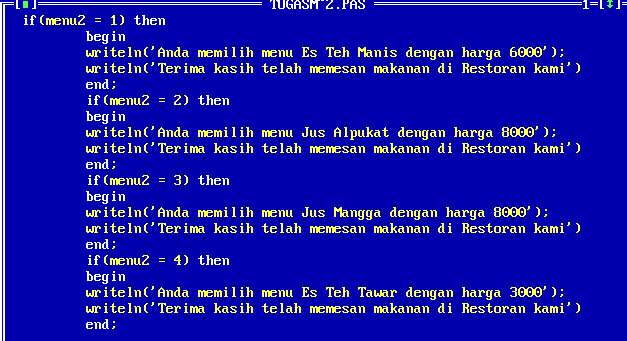 [■] TUGASM~2.PAS 1=[↕]
if(menu2 = 1) then
begin
writeln('Anda memilih menu Es Teh Manis dengan harga 6000');
writeln('Terima kasih telah memesan makanan di Restoran kami')
end;
if(menu2 = 2) then
begin
writeln('Anda memilih menu Jus Alpukat dengan harga 8000');
writeln('Terima kasih telah memesan makanan di Restoran kami')
end;
if(menu2 = 3) then
begin
writeln('Anda memilih menu Jus Mangga dengan harga 8000');
writeln('Terima kasih telah memesan makanan di Restoran kami')
end;
if(menu2 = 4) then
begin
writeln('Anda memilih menu Es Teh Tawar dengan harga 3000');
writeln('Terima kasih telah memesan makanan di Restoran kami')
end;